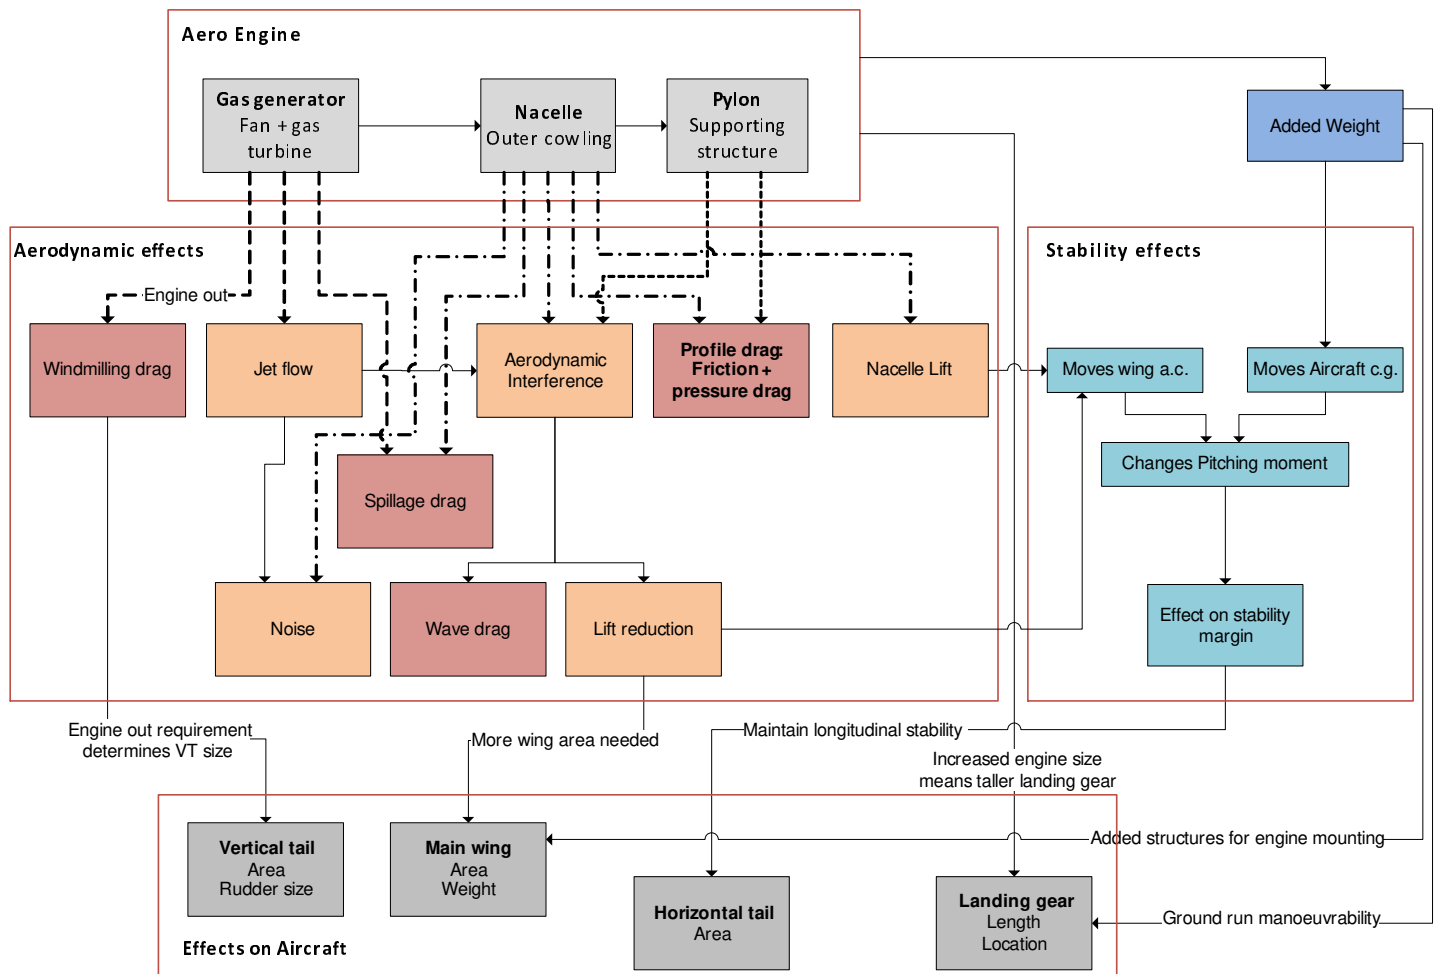 Aero Engine
Gas generator
Fan + gas
turbine
Nacelle
Outer cowling
Pylon
Supporting
structure
Added Weight
Aerodynamic effects
Stability effects
Engine out
Windmilling drag
Jet flow
Aerodynamic
Interference
Profile drag:
Friction +
pressure drag
Nacelle Lift
Moves wing a.c.
Moves Aircraft c.g.
Changes Pitching moment
Spillage drag
Noise
Wave drag
Lift reduction
Effect on stability
margin
Engine out requirement
determines VT size
More wing area needed
Maintain longitudinal stability
Increased engine size
means taller landing gear
Added structures for engine mounting
Vertical tail
Area
Rudder size
Main wing
Area
Weight
Horizontal tail
Area
Landing gear
Length
Location
Ground run manoeuvrability
Effects on Aircraft